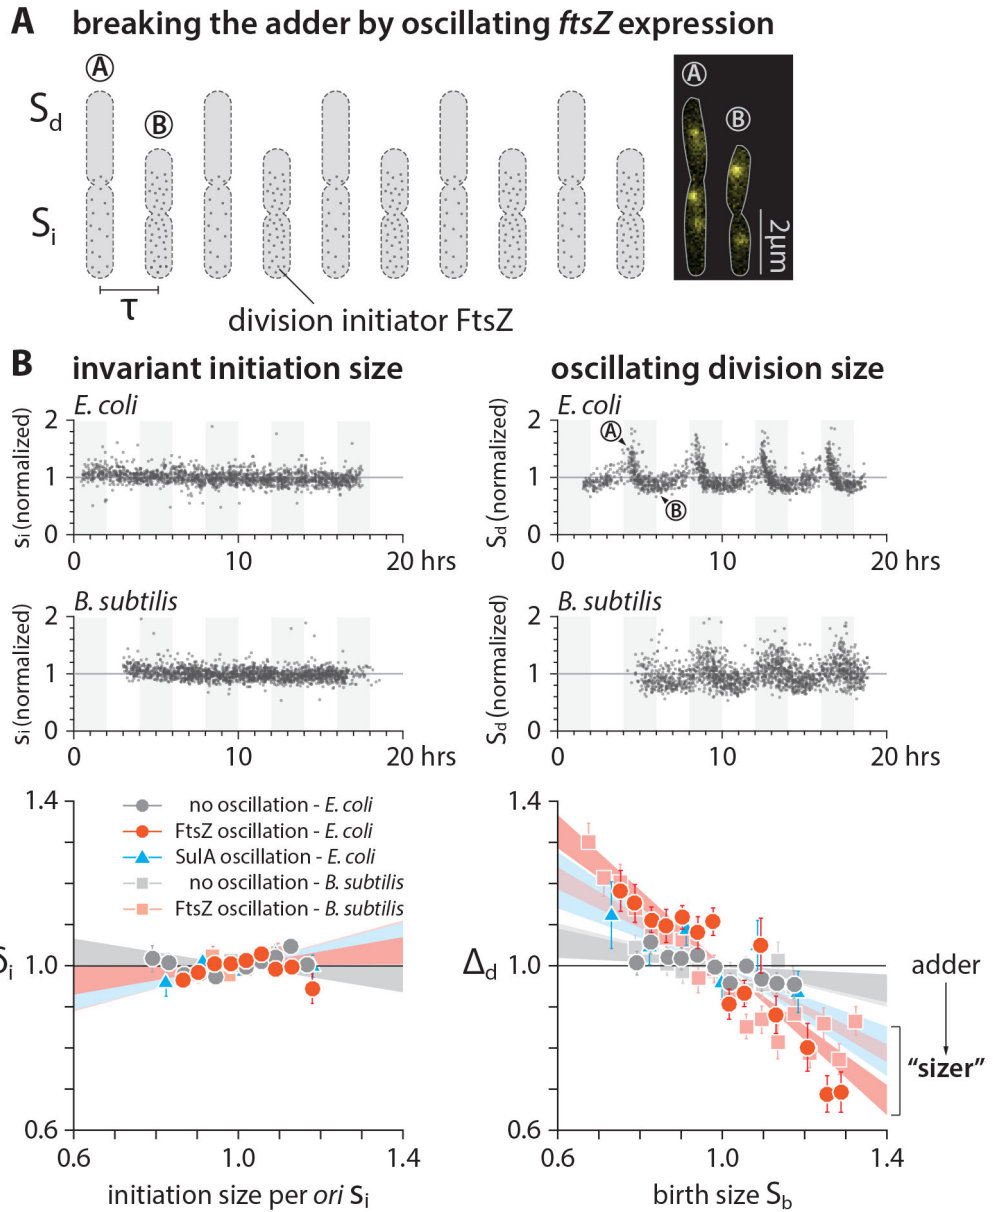 A breaking the adder by oscillating ftsZ expression
A
B
Sd
Si
τ
division initiator FtsZ
A
B
2μm
B invariant initiation size
E. coli
si (normalized)
2
1
0
0 10 20 hrs
B. subtilis
si (normalized)
2
1
0
0 10 20 hrs
oscillating division size
E. coli
Sd (normalized)
2
1
0
A
B
0 10 20 hrs
B. subtilis
Sd (normalized)
2
1
0
0 10 20 hrs
1.4
1.0
0.6
δi
no oscillation - E. coli
FtsZ oscillation - E. coli
SulA oscillation - E. coli
no oscillation - B. subtilis
FtsZ oscillation - B. subtilis
0.6 1.0 1.4
initiation size per ori si
1.4
1.0
0.6
Δd
adder
"sizer"
0.6 1.0 1.4
birth size Sb